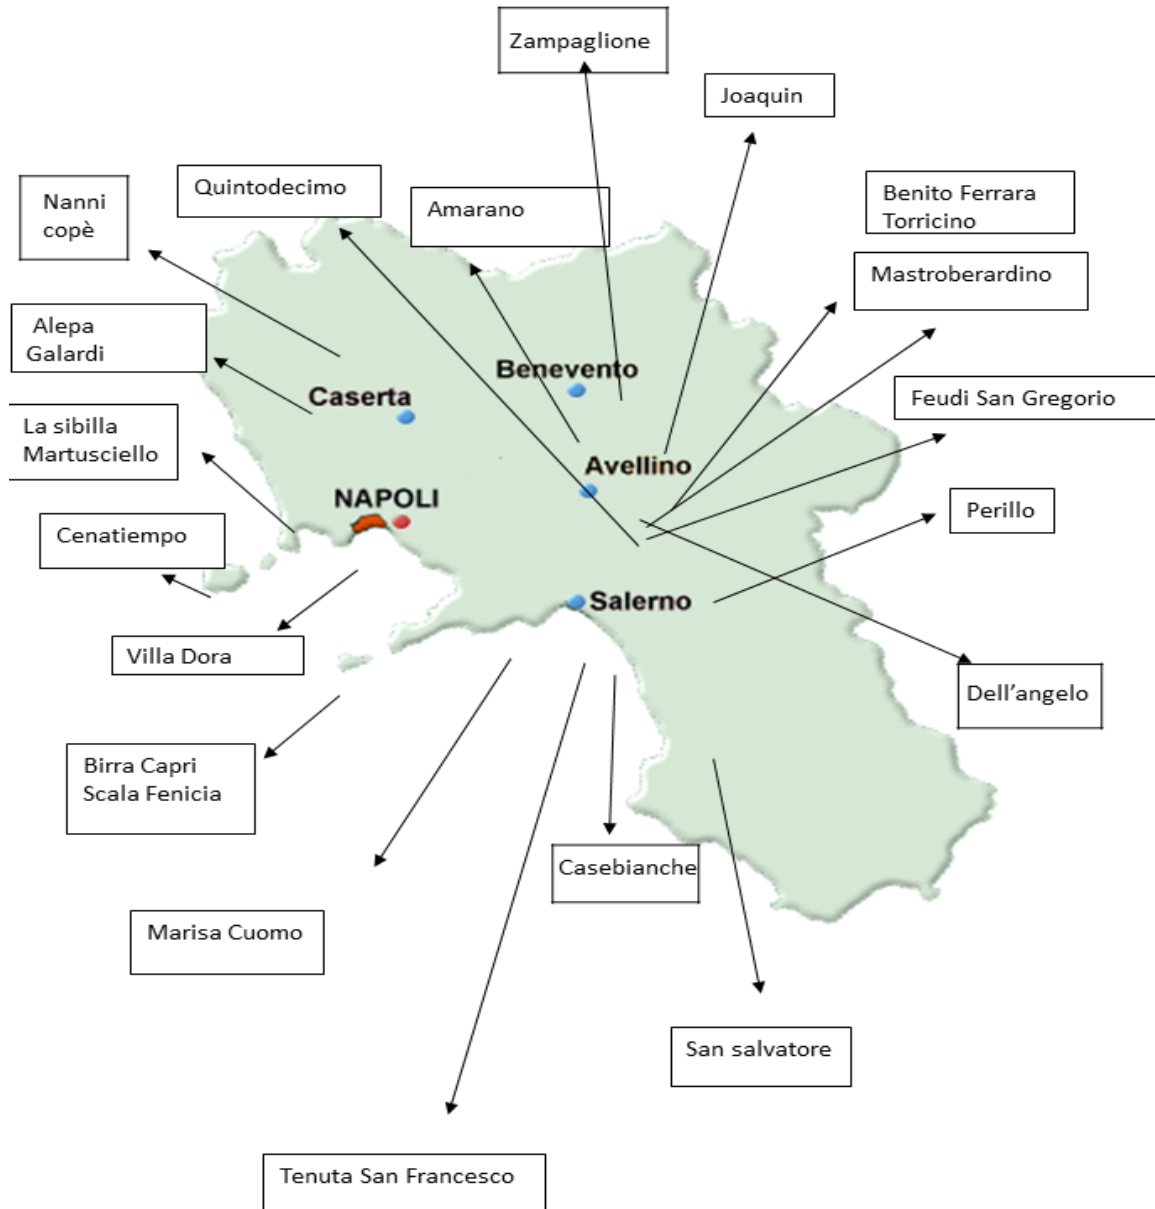 Zampaglione
Joaquin
Quintodecimo
Amarano
Nanni
copè
Benito Ferrara
Torricino
Mastroberardino
Alepa
Galardi
Benevento
Caserta
Feudi San Gregorio
La sibilla
Martusciello
Avellino
NAPOLI
Perillo
Cenatiempo
Salerno
Villa Dora
Dell’angelo
Birra Capri
Scala Fenicia
Casebianche
Marisa Cuomo
San salvatore
Tenuta San Francesco